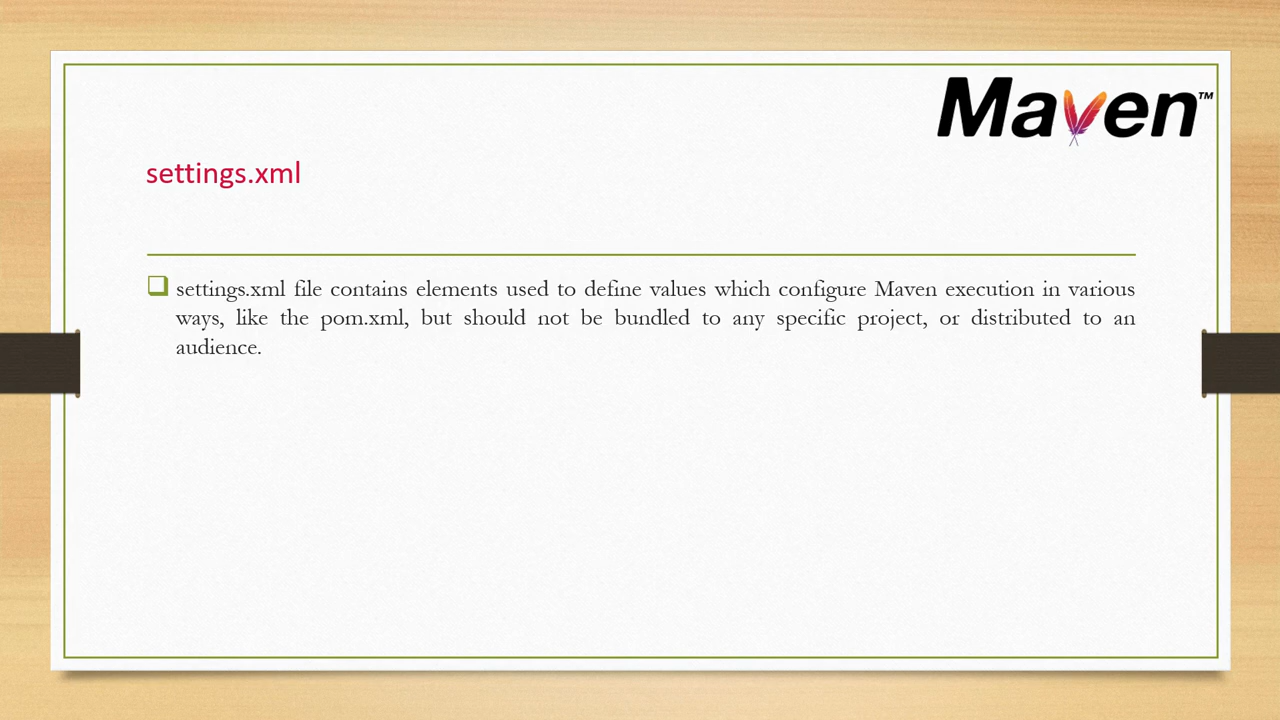 Maven™
settings.xml
settings.xml file contains elements used to define values which configure Maven execution in various
ways, like the pom.xml, but should not be bundled to any specific project, or distributed to an
audience.